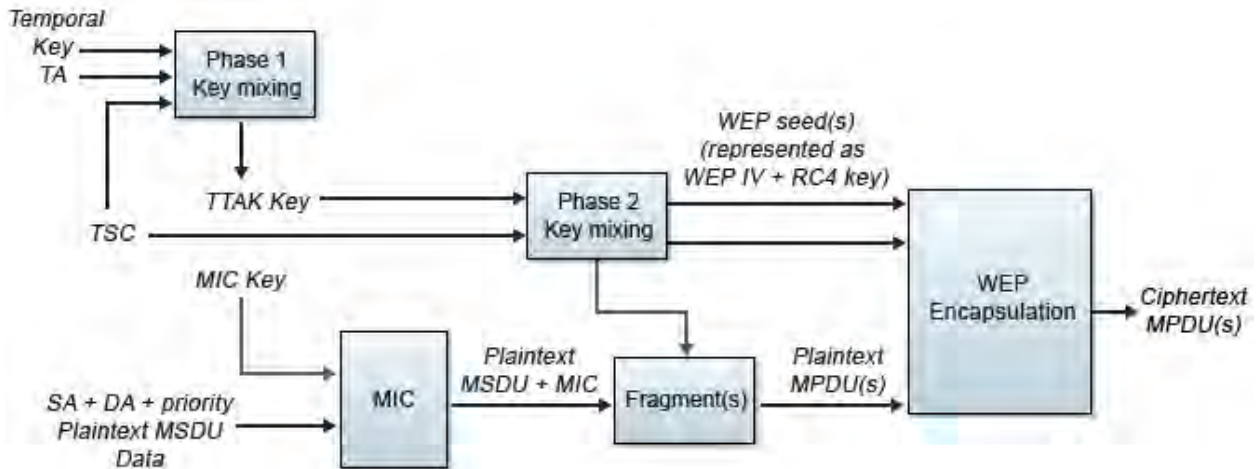 Temporal
Key
TA
Phase 1
Key mixing
WEP seed(s)
(represented as
WEP IV + RC4 key)
TTAK Key
Phase 2
Key mixing
TSC
MIC Key
WEP
Encapsulation
Ciphertext
MPDU(s)
Plaintext
MSDU + MIC
Plaintext
MPDU(s)
SA + DA + priority
Plaintext MSDU
Data
MIC
Fragment(s)